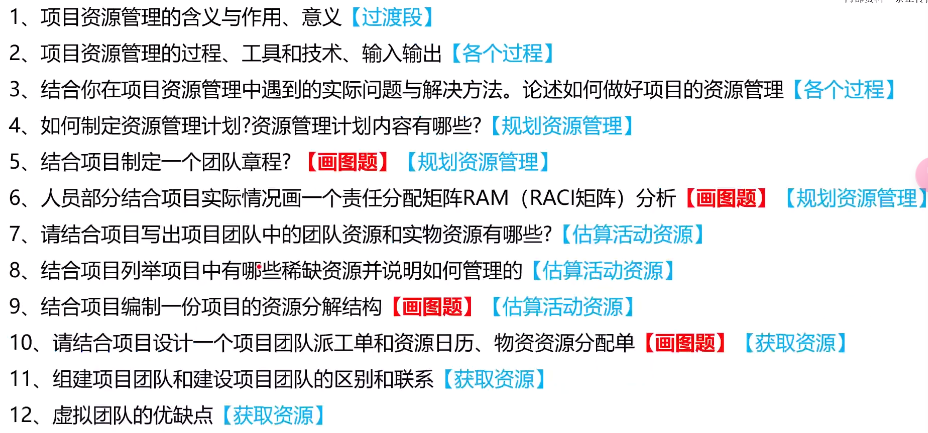 1、项目资源管理的含义与作用、意义【过渡段】
2、项目资源管理的过程、工具和技术、输入输出【各个过程】
3、结合你在项目资源管理中遇到的实际问题与解决方法。论述如何做好项目的资源管理【各个过程】
4、如何制定资源管理计划?资源管理计划内容有哪些?【规划资源管理】
5、结合项目制定一个团队章程? 【画图题】【规划资源管理】
6、人员部分结合项目实际情况画一个责任分配矩阵RAM（RACI矩阵）分析【画图题】【规划资源管理】
7、请结合项目写出项目团队中的团队资源和实物资源有哪些?【估算活动资源】
8、结合项目列举项目中有哪些稀缺资源并说明如何管理的【估算活动资源】
9、结合项目编制一份项目的资源分解结构【画图题】【估算活动资源】
10、请结合项目设计一个项目团队派工单和资源日历、物资资源分配单【画图题】【获取资源】
11、组建项目团队和建设项目团队的区别和联系【获取资源】
12、虚拟团队的优缺点【获取资源】